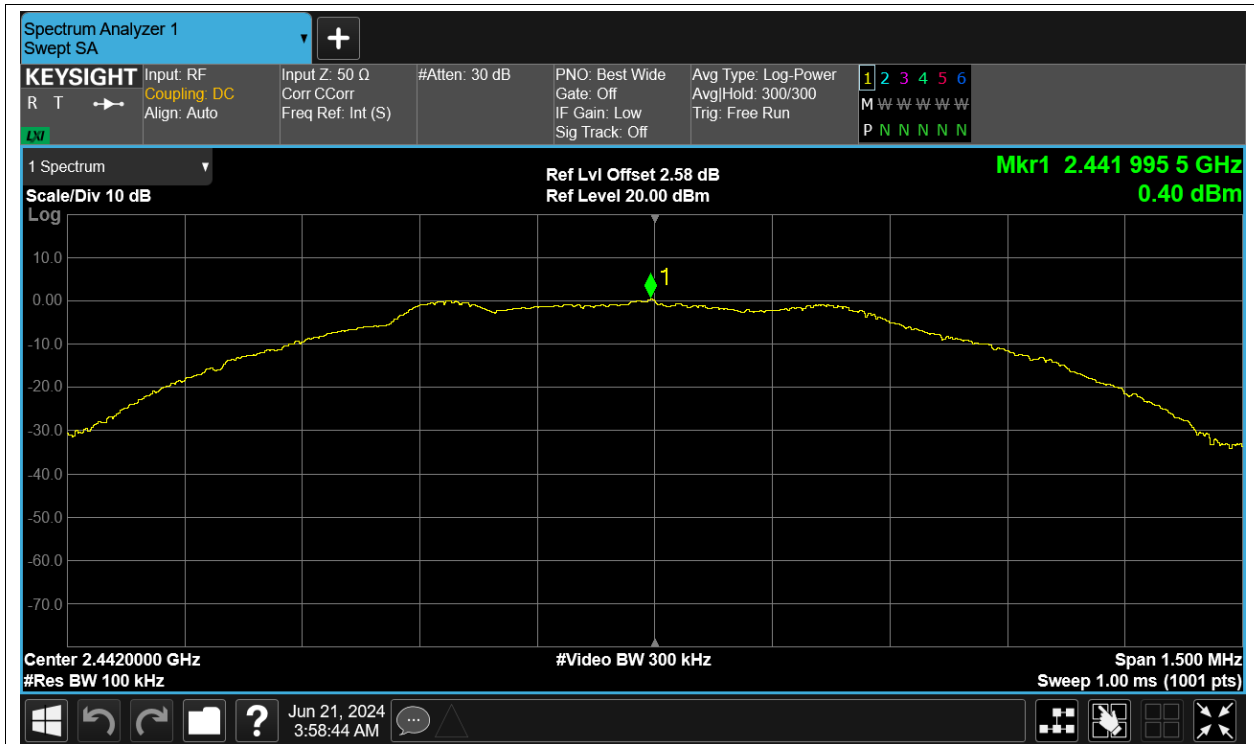 Spectrum Analyzer 1
Swept SA
KEYSIGHT
R T
LXI
Input: RF
Coupling: DC
Align: Auto
Input Z: 50 Ω
Corr CCorr
Freq Ref: Int (S)
#Atten: 30 dB
PNO: Best Wide
Gate: Off
IF Gain: Low
Sig Track: Off
Avg Type: Log-Power
Avg|Hold: 300/300
Trig: Free Run
1 2 3 4 5 6
M W W W W W
P N N N N N
1 Spectrum
Scale/Div 10 dB
Log
Ref Lvl Offset 2.58 dB
Ref Level 20.00 dBm
Mkr1 2.441 995 5 GHz
0.40 dBm
1
10.0
0.00
-10.0
-20.0
-30.0
-40.0
-50.0
-60.0
-70.0
Center 2.4420000 GHz
#Res BW 100 kHz
#Video BW 300 kHz
Span 1.500 MHz
Sweep 1.00 ms (1001 pts)
?
Jun 21, 2024
3:58:44 AM